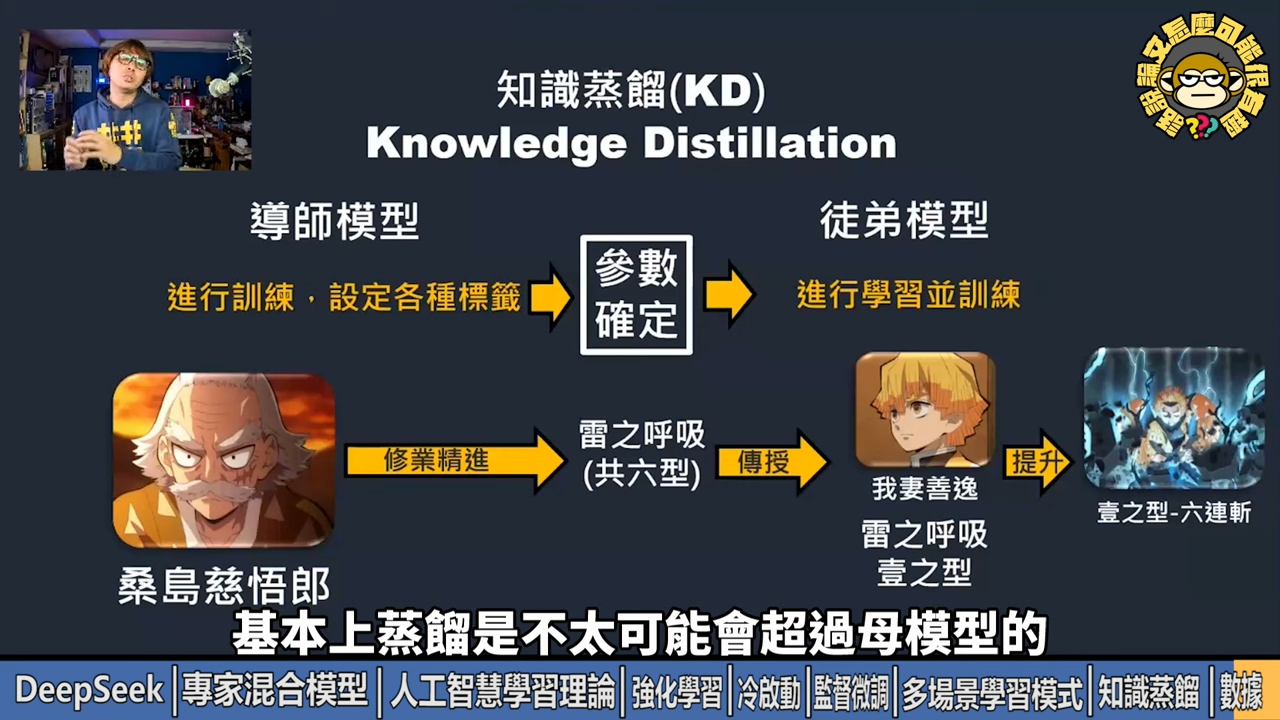 知識蒸餾(KD)
Knowledge Distillation
導師模型
徒弟模型
進行訓練，設定各種標籤
參數
確定
進行學習並訓練
修業精進
雷之呼吸
(共六型)
傳授
提升
我妻善逸
壹之型-六連斬
雷之呼吸
壹之型
桑島慈悟郎
基本上蒸餾是不太可能會超過母模型的
DeepSeek|專家混合模型|人工智慧學習理論|強化學習|冷啟動|監督微調|多場景學習模式|知識蒸餾|數據